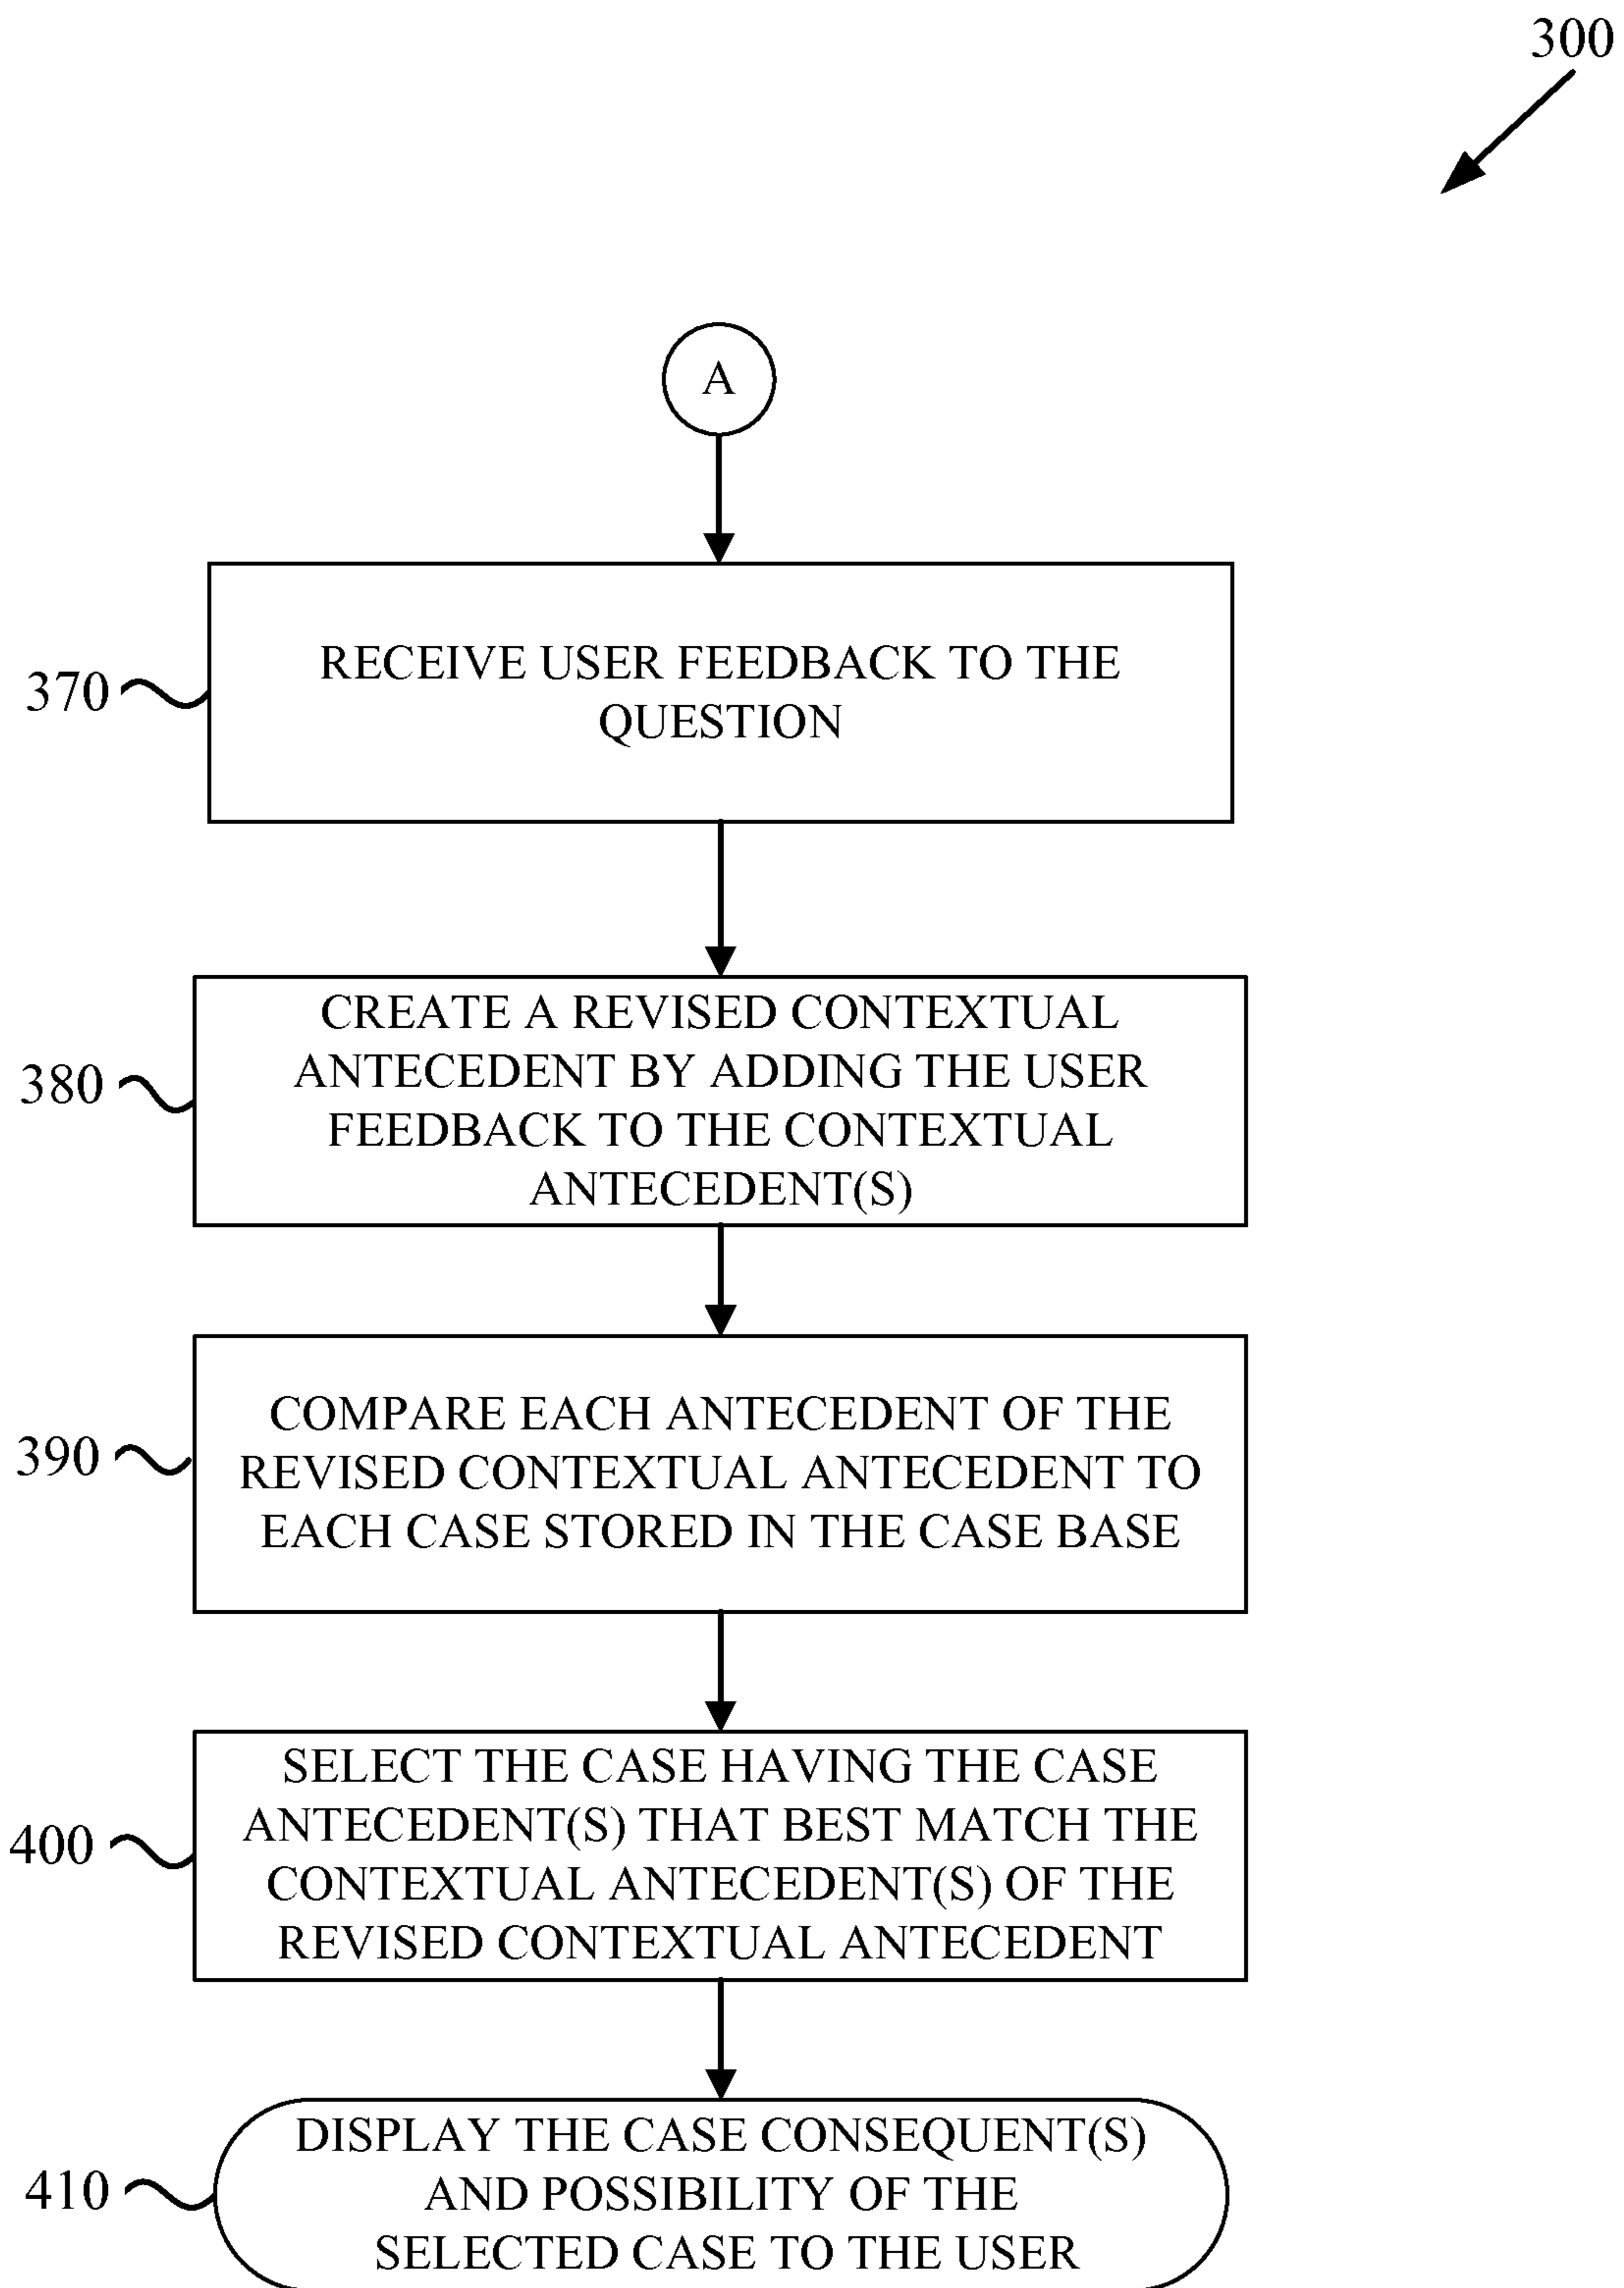 300
A
370
RECEIVE USER FEEDBACK TO THE
QUESTION
380
CREATE A REVISED CONTEXTUAL
ANTECEDENT BY ADDING THE USER
FEEDBACK TO THE CONTEXTUAL
ANTECEDENT(S)
390
COMPARE EACH ANTECEDENT OF THE
REVISED CONTEXTUAL ANTECEDENT TO
EACH CASE STORED IN THE CASE BASE
400
SELECT THE CASE HAVING THE CASE
ANTECEDENT(S) THAT BEST MATCH THE
CONTEXTUAL ANTECEDENT(S) OF THE
REVISED CONTEXTUAL ANTECEDENT
410
DISPLAY THE CASE CONSEQUENT(S)
AND POSSIBILITY OF THE
SELECTED CASE TO THE USER